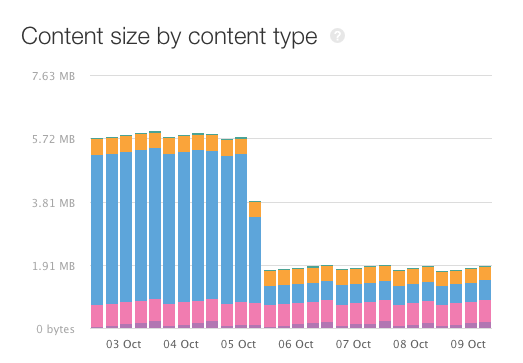 Content size by content type ?
7.63 MB
5.72 MB
3.81 MB
1.91 MB
0 bytes
03 Oct 04 Oct 05 Oct 06 Oct 07 Oct 08 Oct 09 Oct